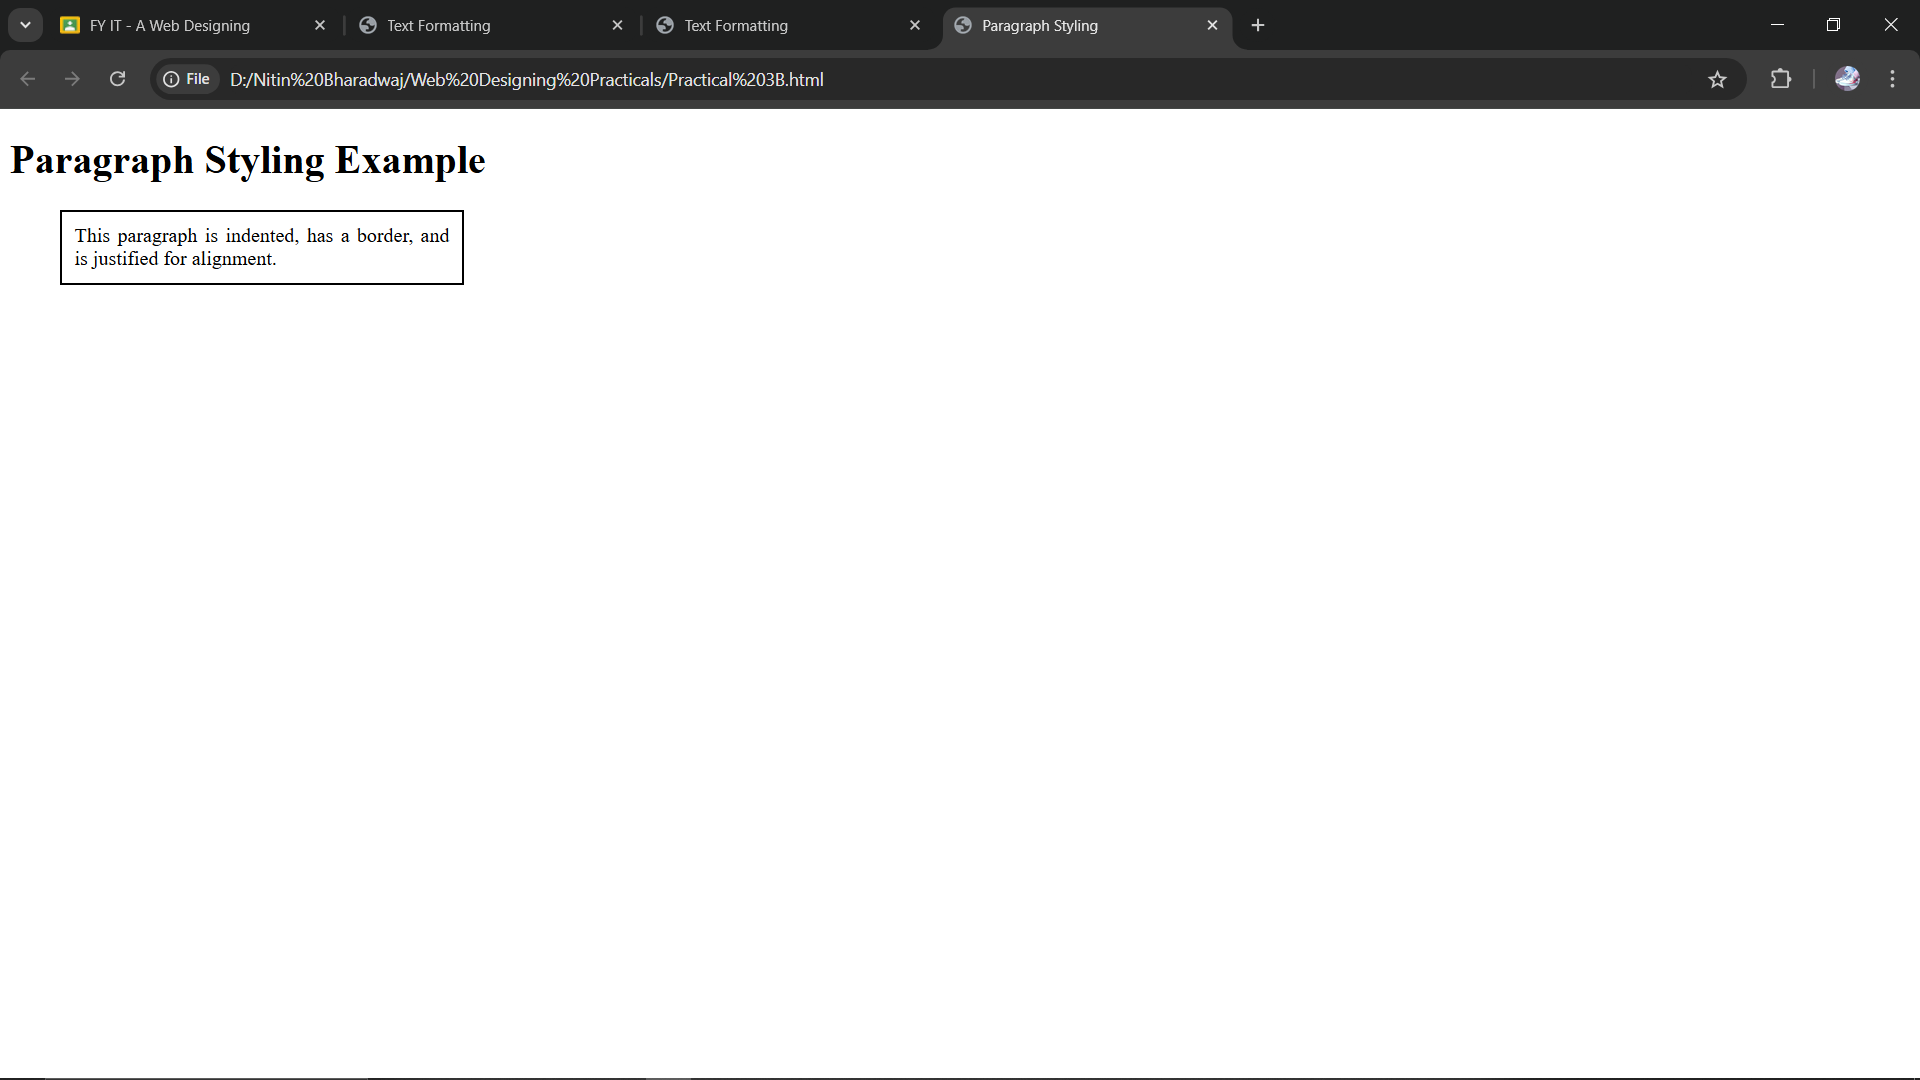 FY IT - A Web Designing
Text Formatting
Text Formatting
Paragraph Styling
File
D:/Nitin%20Bharadwaj/Web%20Designing%20Practicals/Practical%203B.html
Paragraph Styling Example
This paragraph is indented, has a border, and
is justified for alignment.